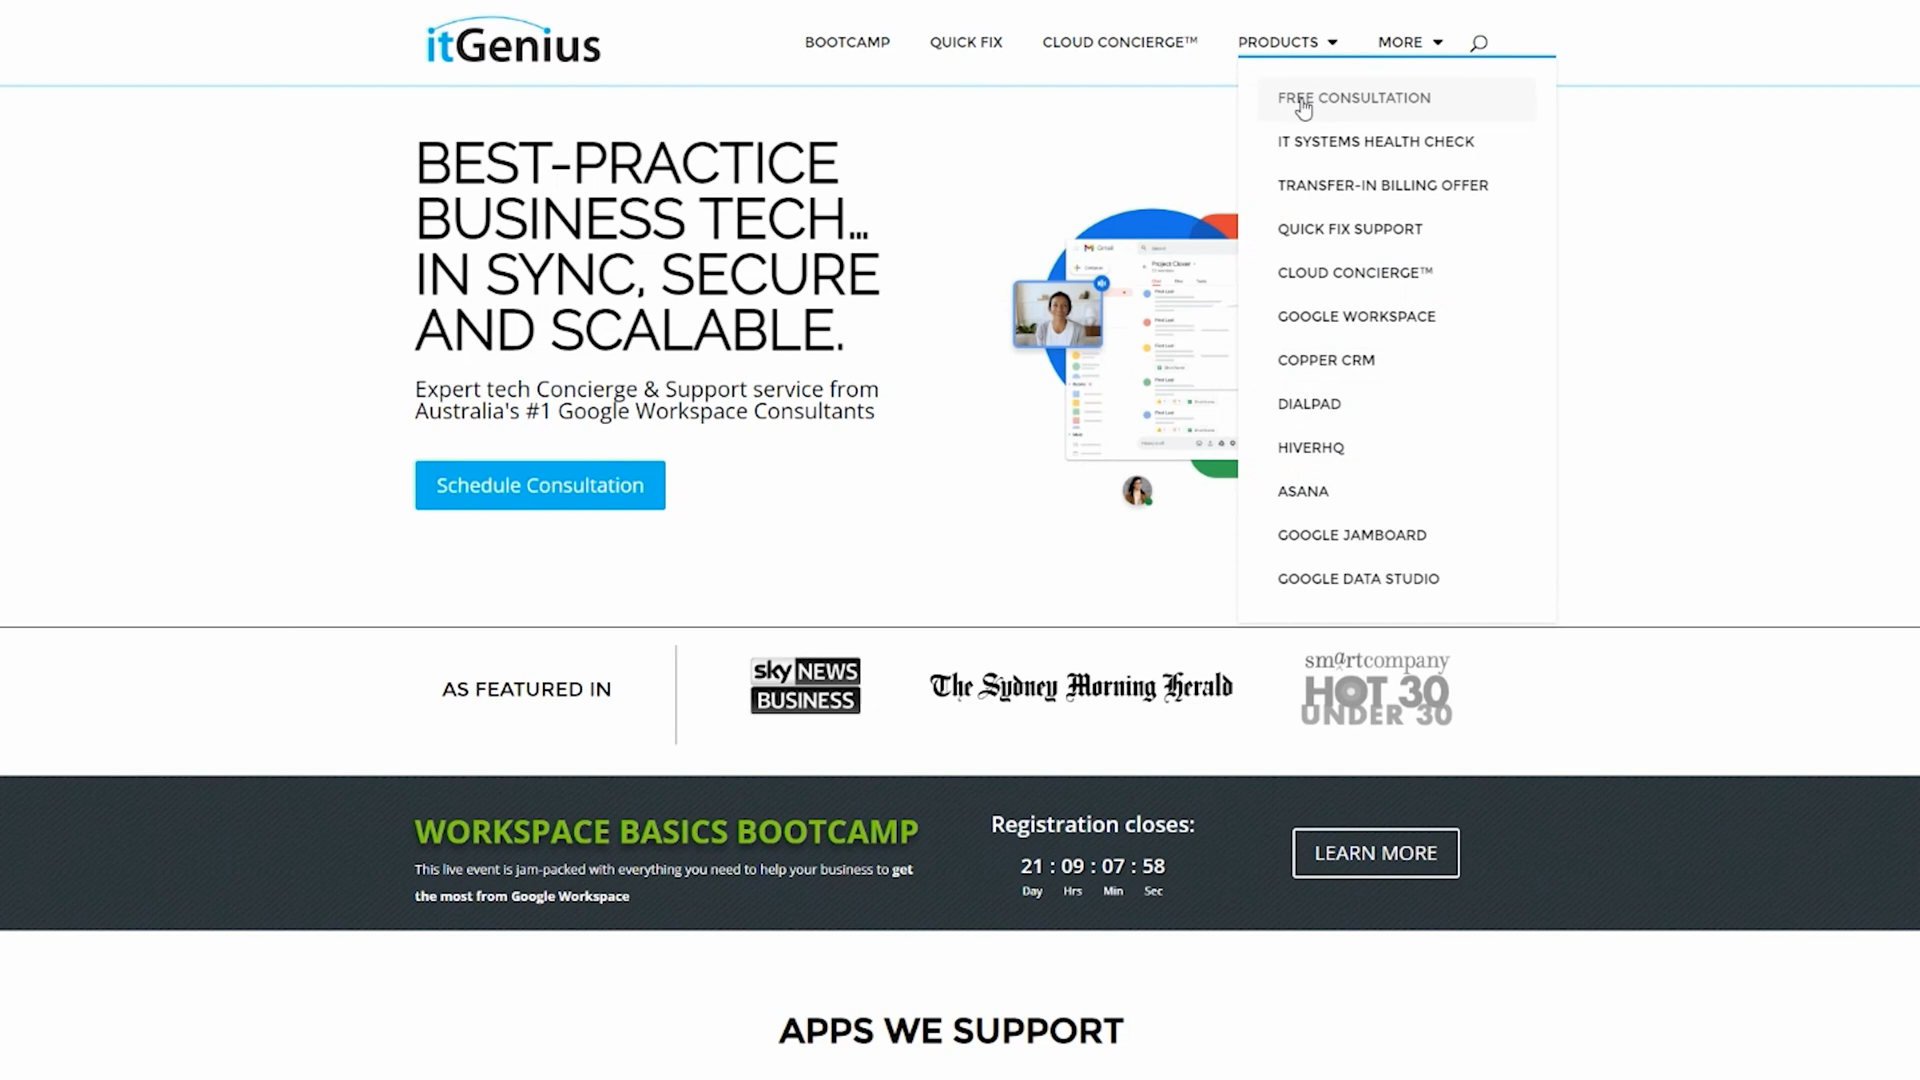 itGenius
BOOTCAMP
QUICK FIX
CLOUD CONCIERGE™
PRODUCTS
MORE
FREE CONSULTATION
IT SYSTEMS HEALTH CHECK
TRANSFER-IN BILLING OFFER
QUICK FIX SUPPORT
CLOUD CONCIERGE™
GOOGLE WORKSPACE
COPPER CRM
DIALPAD
HIVERHQ
ASANA
GOOGLE JAMBOARD
GOOGLE DATA STUDIO
BEST-PRACTICE
BUSINESS TECH...
IN SYNC, SECURE
AND SCALABLE.
Expert tech Concierge & Support service from
Australia's #1 Google Workspace Consultants
Schedule Consultation
Gmail
Search
Compose
Project Clover
AS FEATURED IN
sky NEWS
BUSINESS
The Sydney Morning Herald
smartcompany
HOT 30
UNDER 30
WORKSPACE BASICS BOOTCAMP
This live event is jam-packed with everything you need to help your business to get
the most from Google Workspace
Registration closes:
21 : 09 : 07 : 58
Day Hrs Min Sec
LEARN MORE
APPS WE SUPPORT